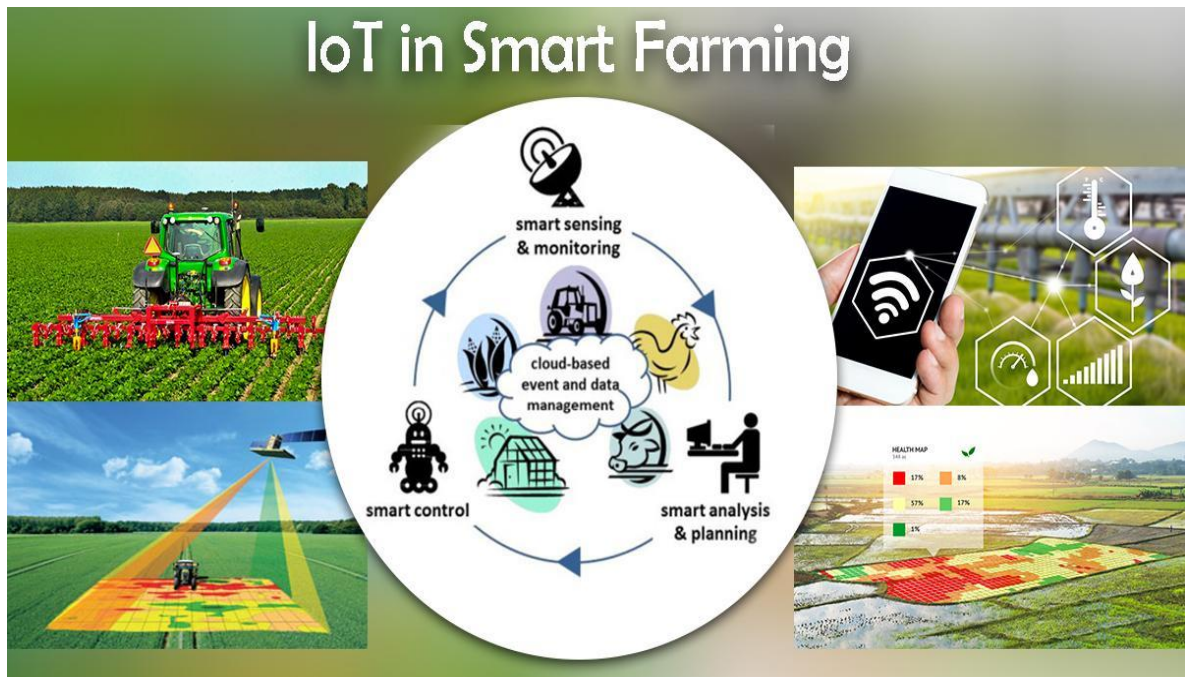 IoT in Smart Farming
smart sensing
& monitoring
cloud-based
event and data
management
smart control
smart analysis
& planning
HEALTH MAP
17%
8%
57%
17%
1%